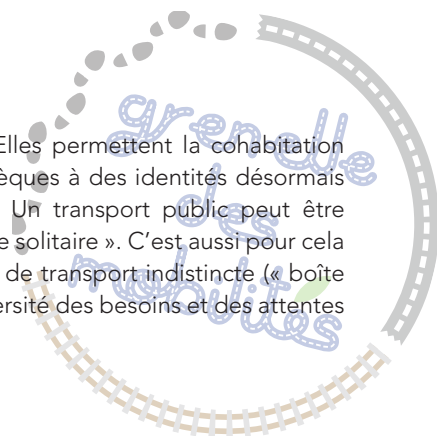 grenelle
des
mobilités
Elles permettent la cohabitation
èques à des identités désormais
Un transport public peut être
e solitaire ». C’est aussi pour cela
de transport indistincte (« boîte
ersité des besoins et des attentes